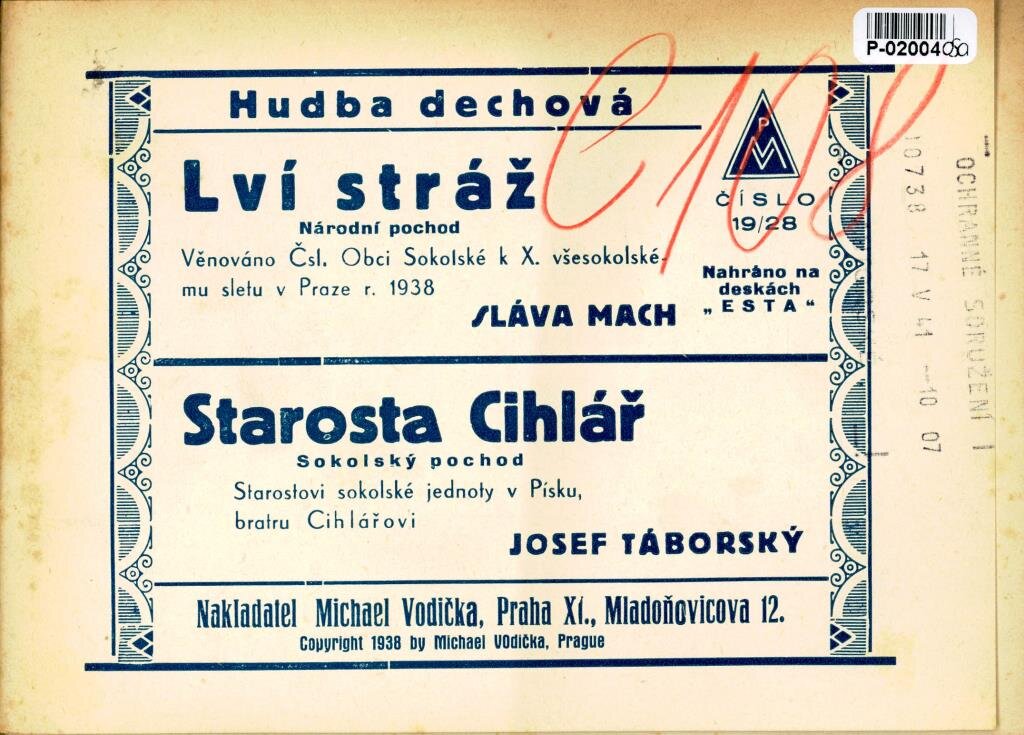 P-02004
Hudba dechová
P
M
ČÍSLO
19/28
Lví stráž
Národní pochod
Věnováno Čsl. Obci Sokolské k X. všesokolské-
mu sletu v Praze r. 1938
SLÁVA MACH
Nahráno na
deskách
„ESTA“
Starosta Cihlář
Sokolský pochod
Starostovi sokolské jednoty v Písku,
bratru Cihlářovi
JOSEF TÁBORSKÝ
Nakladatel Michael Vodička, Praha XI., Mladoňovicova 12.
Copyright 1938 by Michael Vodička, Prague
OCHRANNÉ SDRUŽENÍ
10738 17 V 41 —10 07